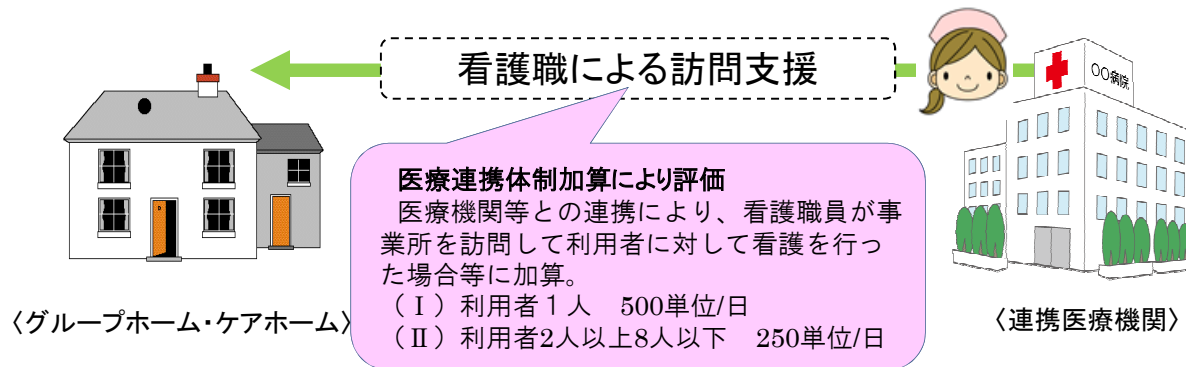 看護職による訪問支援
〇〇病院
医療連携体制加算により評価
医療機関等との連携により、看護職員が事
業所を訪問して利用者に対して看護を行っ
た場合等に加算。
（Ⅰ）利用者１人　500単位/日
（Ⅱ）利用者2人以上8人以下　250単位/日
〈グループホーム・ケアホーム〉
〈連携医療機関〉